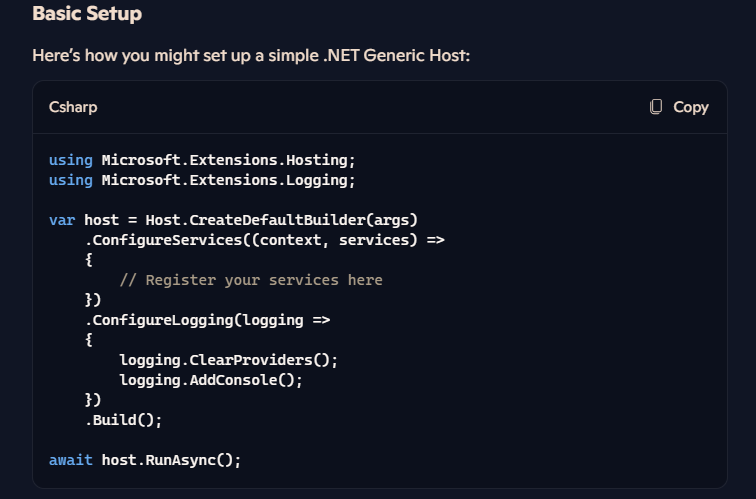 Basic Setup
Here's how you might set up a simple .NET Generic Host:
Csharp
Copy
using Microsoft.Extensions.Hosting;
using Microsoft.Extensions.Logging;

var host = Host.CreateDefaultBuilder(args)
    .ConfigureServices((context, services) =>
    {
        // Register your services here
    })
    .ConfigureLogging(logging =>
    {
        logging.ClearProviders();
        logging.AddConsole();
    })
    .Build();

await host.RunAsync();